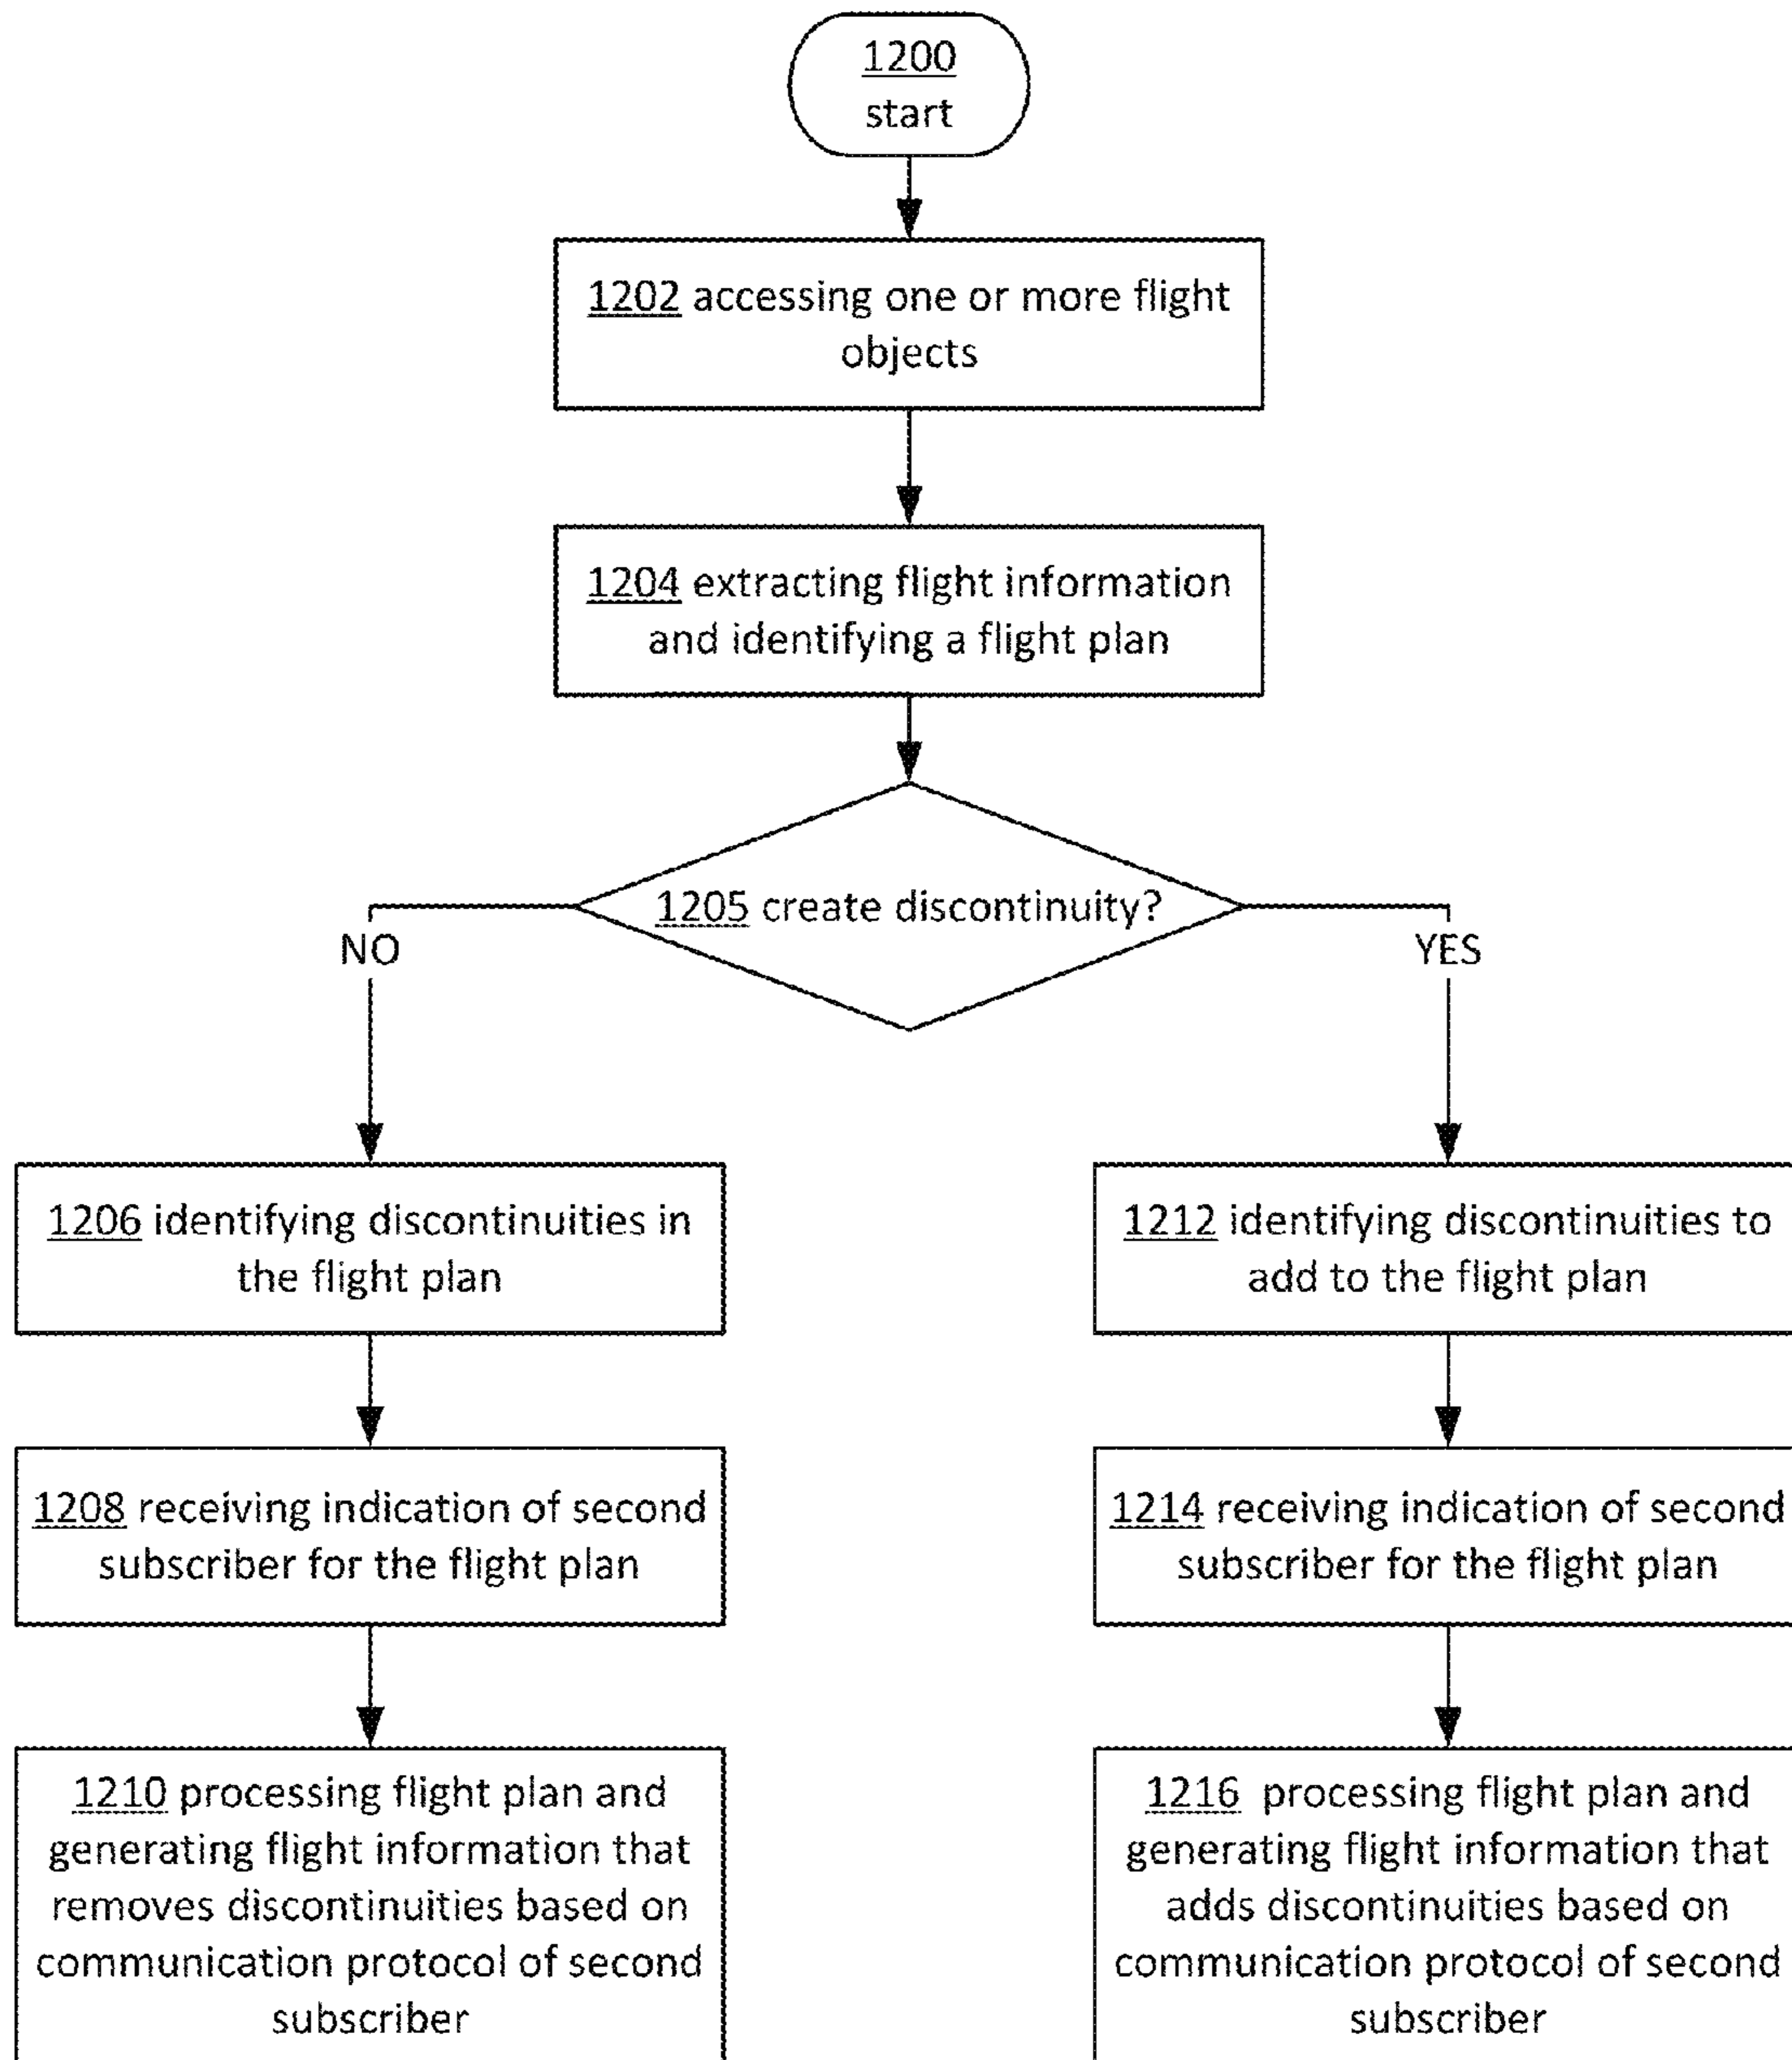 1200
start
1202 accessing one or more flight
objects
1204 extracting flight information
and identifying a flight plan
1205 create discontinuity?
NO
YES
1206 identifying discontinuities in
the flight plan
1212 identifying discontinuities to
add to the flight plan
1208 receiving indication of second
subscriber for the flight plan
1214 receiving indication of second
subscriber for the flight plan
1210 processing flight plan and
generating flight information that
removes discontinuities based on
communication protocol of second
subscriber
1216 processing flight plan and
generating flight information that
adds discontinuities based on
communication protocol of second
subscriber